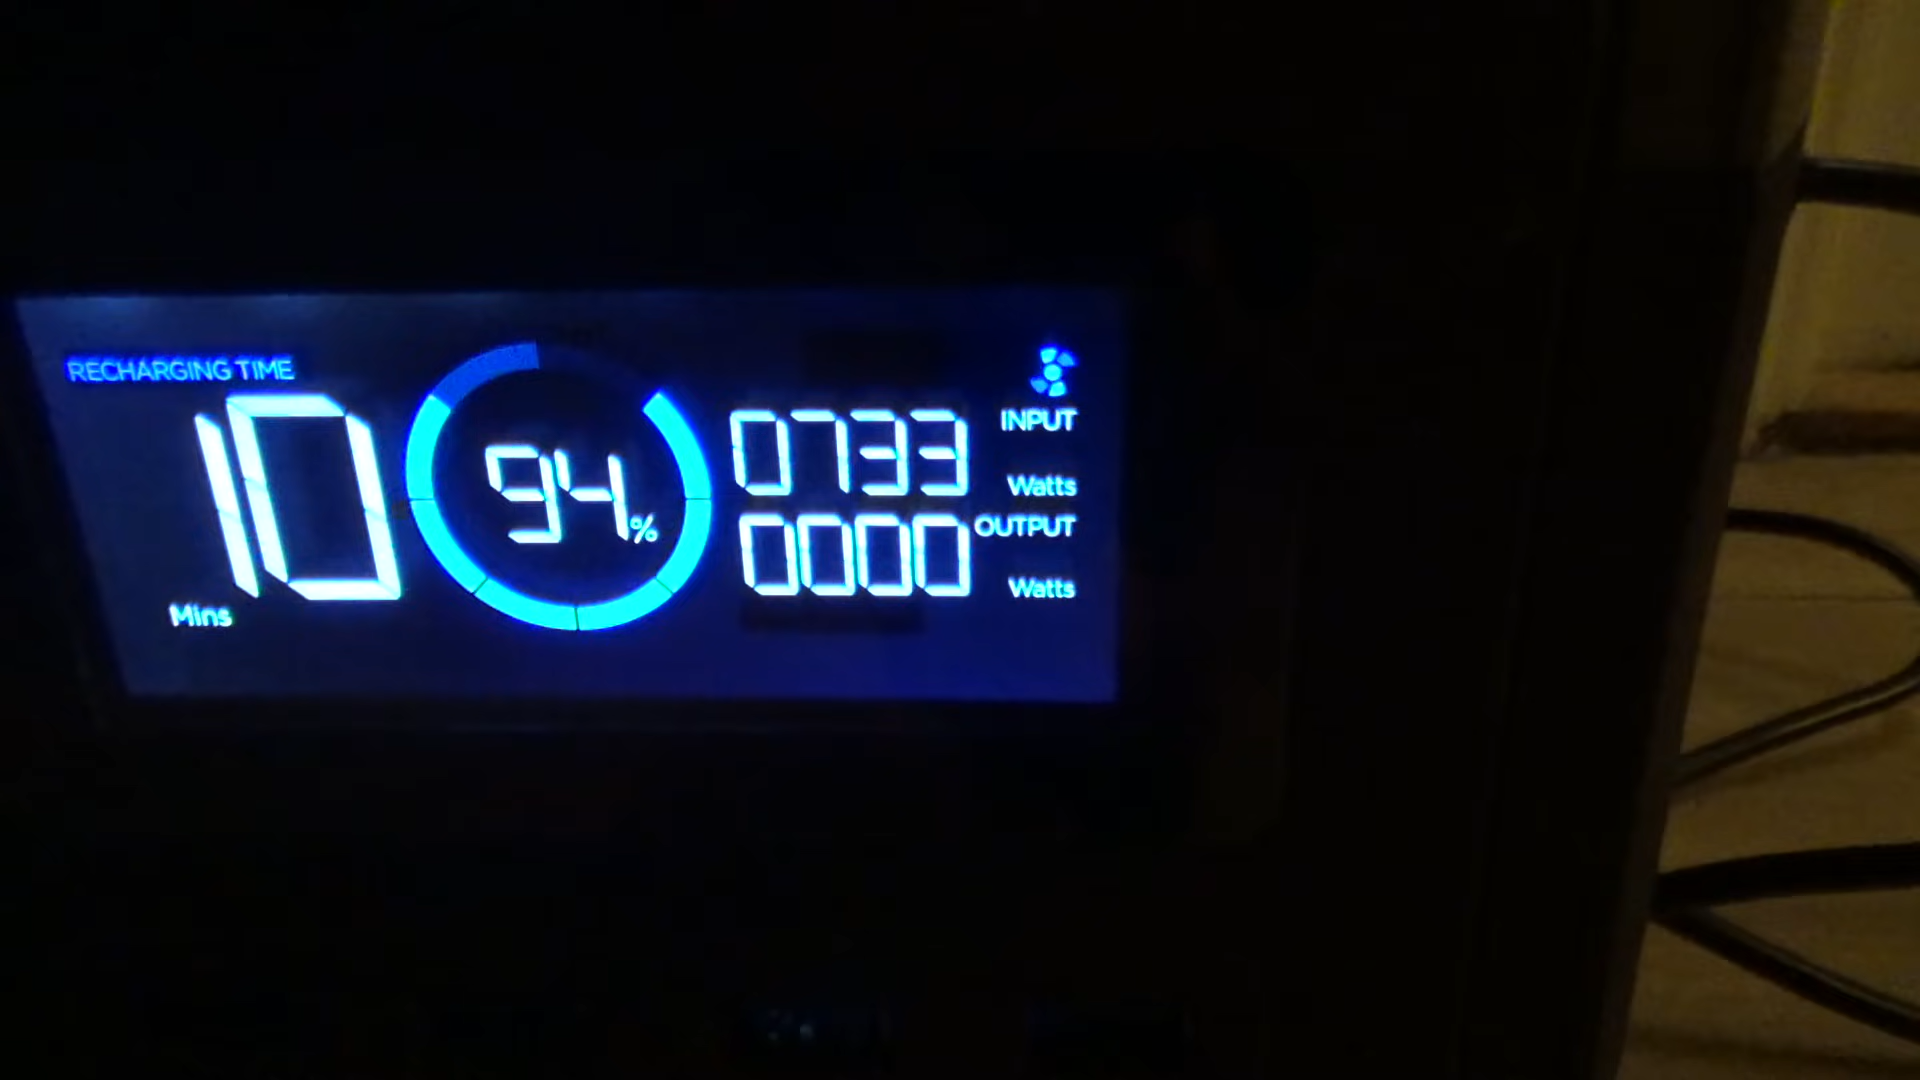 RECHARGING TIME
10
Mins
94%
0733 INPUT
Watts
0000 OUTPUT
Watts